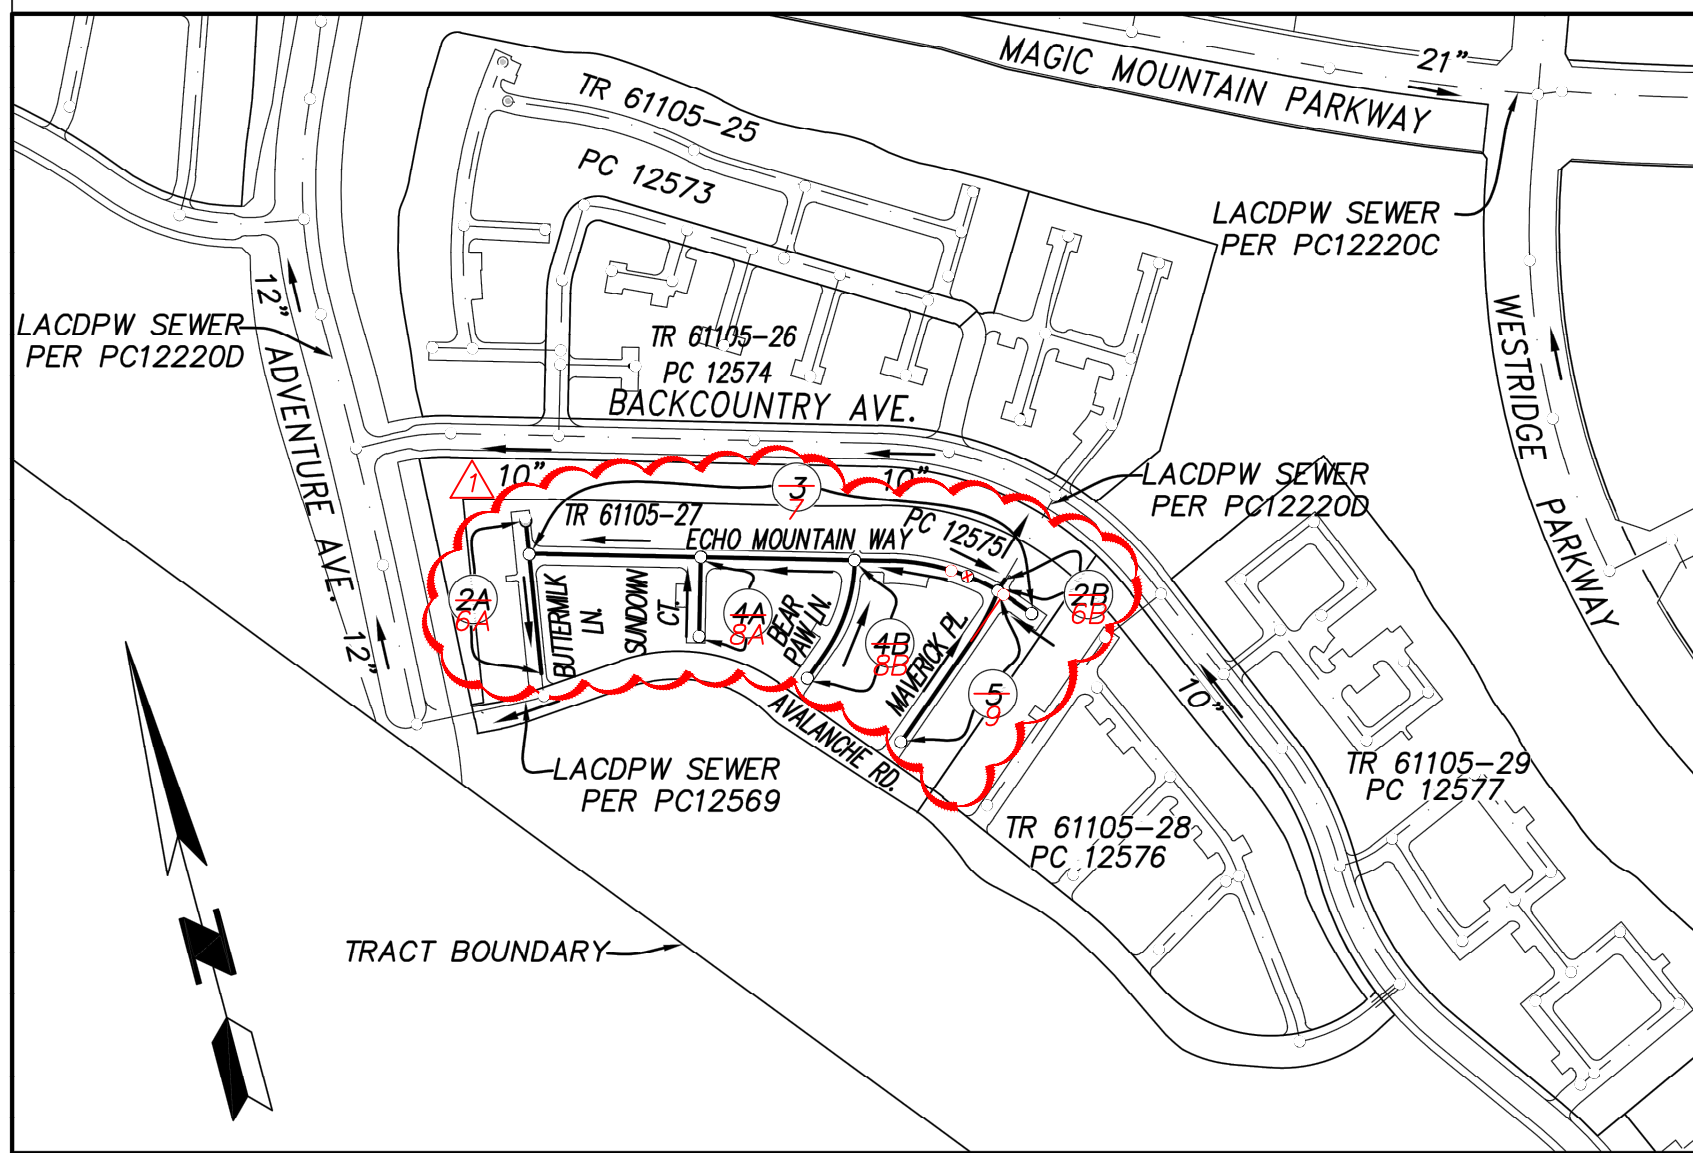 MAGIC MOUNTAIN PARKWAY
21"
TR 61105-25
PC 12573
LACDPW SEWER
PER PC12220C
WESTRIDGE PARKWAY
LACDPW SEWER
PER PC12220D
12"
ADVENTURE AVE.
12"
TR 61105-26
PC 12574
BACKCOUNTRY AVE.
10"
10"
1
3
7
LACDPW SEWER
PER PC12220D
TR 61105-27
PC 12575
ECHO MOUNTAIN WAY
2A
6A
BUTTERMILK
LN.
SUNDOWN
CT.
4A
8A
BEAR
PAW LN.
4B
8B
MAVERICK PL.
2B
6B
5
9
10"
AVALANCHE RD.
LACDPW SEWER
PER PC12569
TR 61105-29
PC 12577
TR 61105-28
PC 12576
TRACT BOUNDARY
N